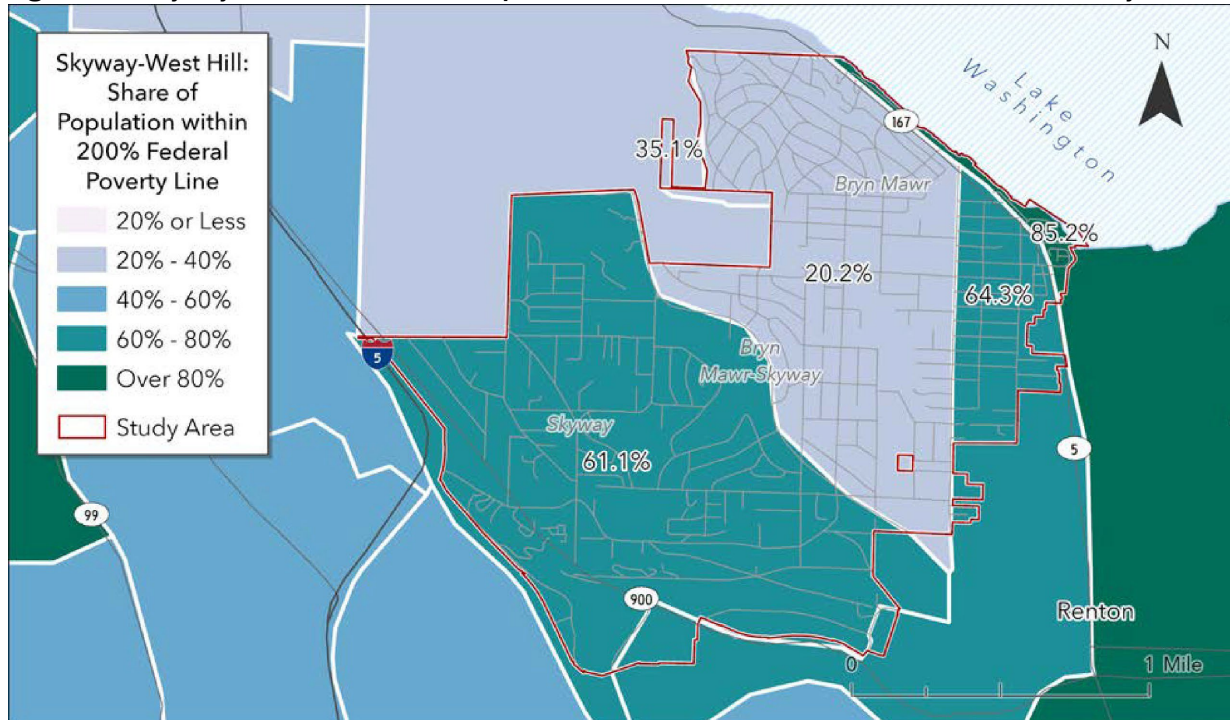 Skyway-West Hill:
Share of
Population within
200% Federal
Poverty Line
20% or Less
20% - 40%
40% - 60%
60% - 80%
Over 80%
Study Area
N
Lake
Washington
167
35.1%
Bryn Mawr
85.2%
20.2%
64.3%
5
Bryn
Mawr-Skyway
Skyway
61.1%
5
99
900
Renton
0
1 Mile